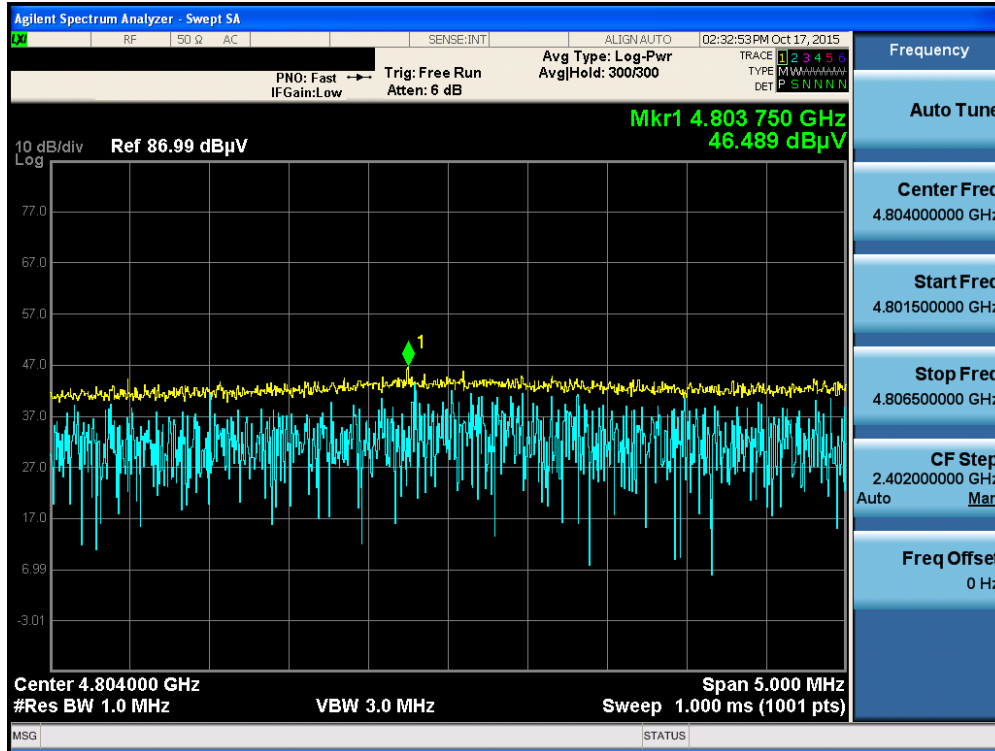 Agilent Spectrum Analyzer - Swept SA
LXI RF 50 Ω AC SENSE:INT ALIGN AUTO 02:32:53 PM Oct 17, 2015
PNO: Fast Trig: Free Run Avg Type: Log-Pwr TRACE 1 2 3 4 5 6
IFGain:Low Atten: 6 dB Avg|Hold: 300/300 TYPE M W
DET P S N N N N
Mkr1 4.803 750 GHz
46.489 dBµV
10 dB/div Ref 86.99 dBµV
Log
77.0
67.0
57.0
47.0
37.0
27.0
17.0
6.99
-3.01
1
Center 4.804000 GHz Span 5.000 MHz
#Res BW 1.0 MHz VBW 3.0 MHz Sweep 1.000 ms (1001 pts)
MSG STATUS
Frequency
Auto Tune
Center Freq
4.804000000 GHz
Start Freq
4.801500000 GHz
Stop Freq
4.806500000 GHz
CF Step
2.402000000 GHz
Auto Man
Freq Offset
0 Hz